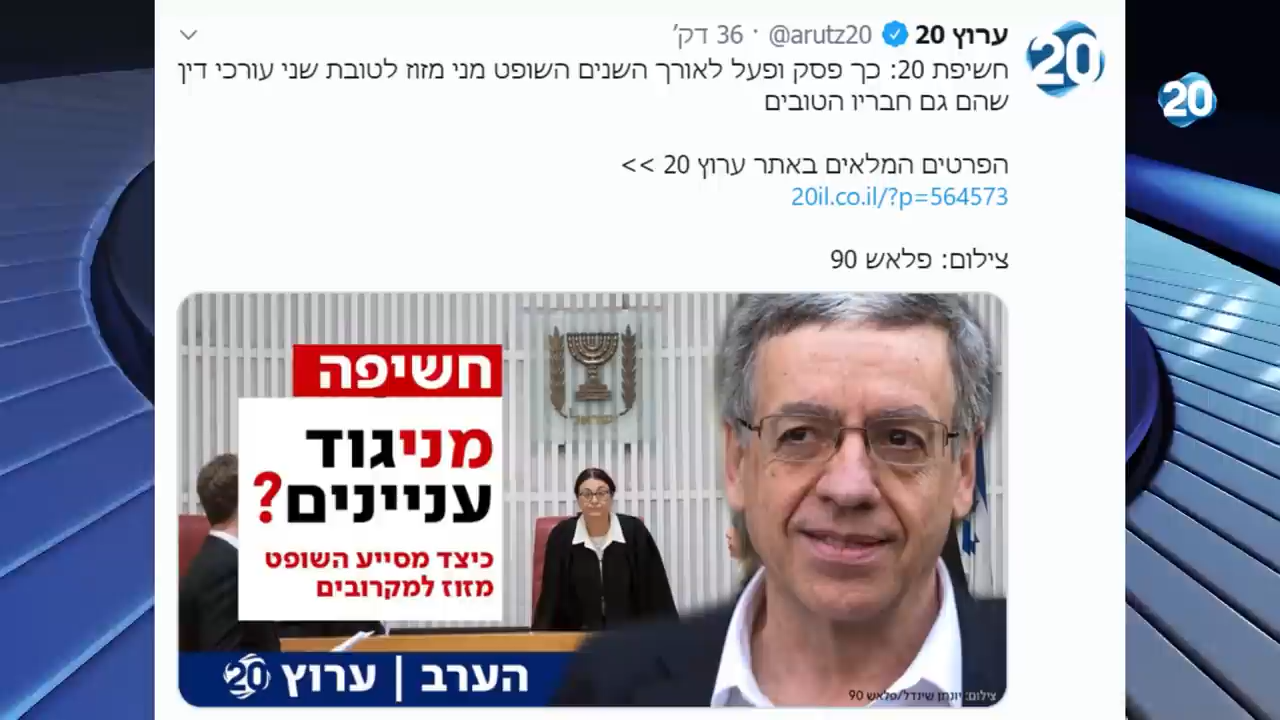 ערוץ 20 @arutz20 · 36 דק׳
חשיפת 20: כך פסק ופעל לאורך השנים השופט מני מזוז לטובת שני עורכי דין
שהם גם חבריו הטובים
הפרטים המלאים באתר ערוץ 20 >>
20il.co.il/?p=564573
צילום: פלאש 90
20
20
חשיפה
מניגוד
עניינים?
כיצד מסייע השופט
מזוז למקרובים
הערב | ערוץ 20
צילום: יונתן שינדל/פלאש 90